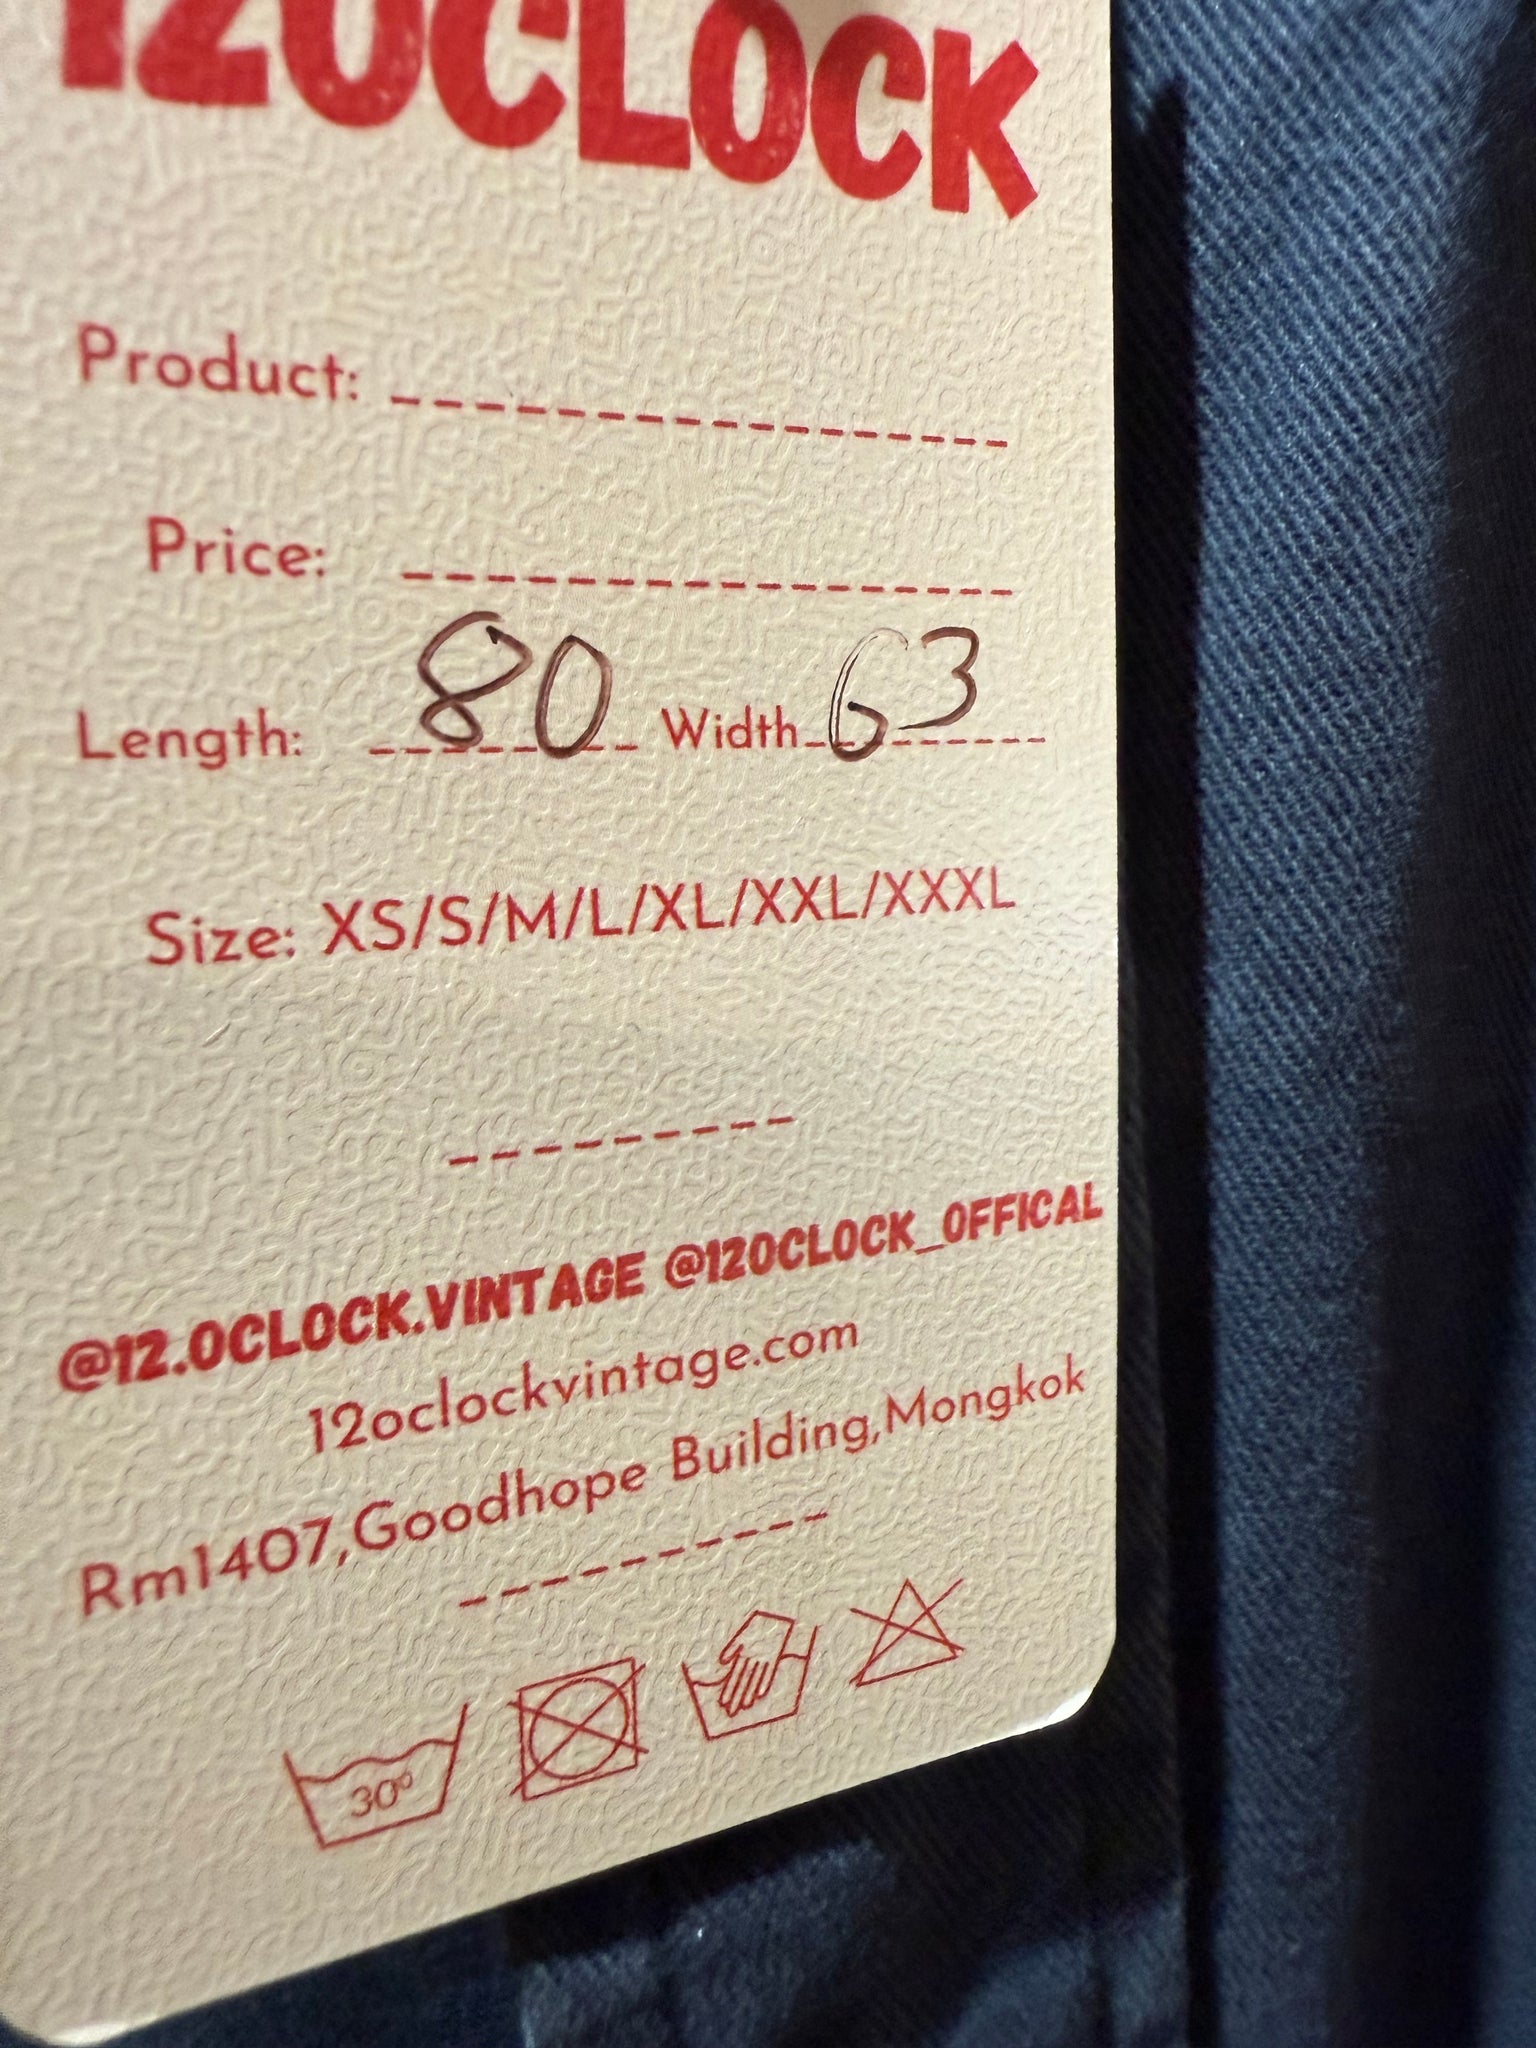 12OCLOCK
Product:
Price:
Length: 80 Width 63
Size: XS/S/M/L/XL/XXL/XXXL
@12.OCLOCK.VINTAGE @12OCLOCK_OFFICAL
12oclockvintage.com
Rm1407,Goodhope Building,Mongkok
30°